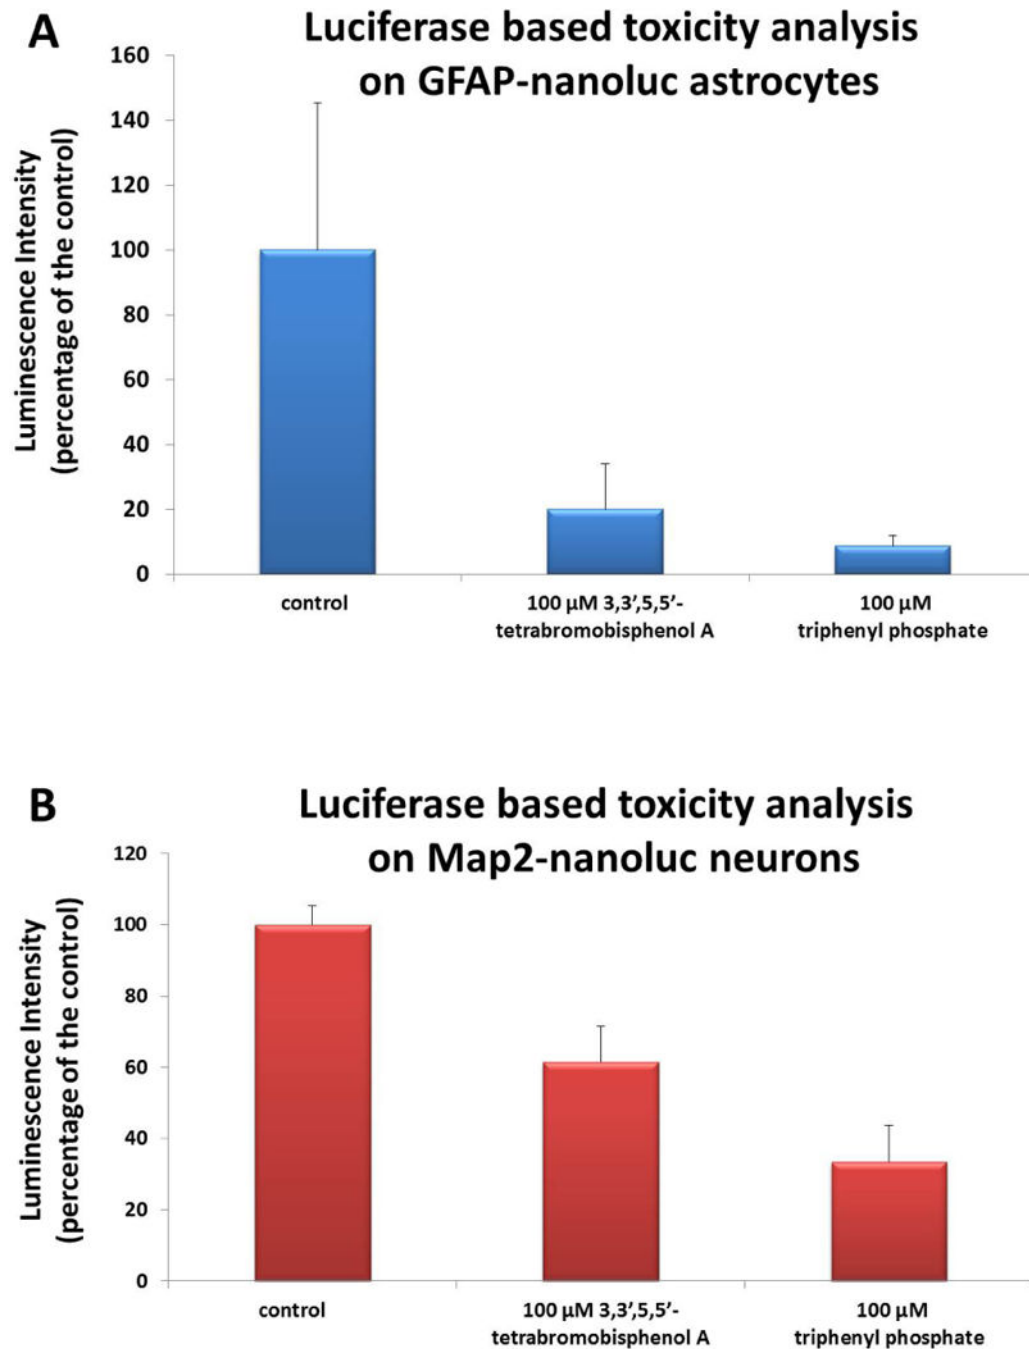 A
Luciferase based toxicity analysis
on GFAP-nanoluc astrocytes
Luminescence Intensity
(percentage of the control)
160
140
120
100
80
60
40
20
0
control
100 µM 3,3',5,5'-
tetrabromobisphenol A
100 µM
triphenyl phosphate
B
Luciferase based toxicity analysis
on Map2-nanoluc neurons
Luminescence Intensity
(percentage of the control)
120
100
80
60
40
20
0
control
100 µM 3,3',5,5'-
tetrabromobisphenol A
100 µM
triphenyl phosphate